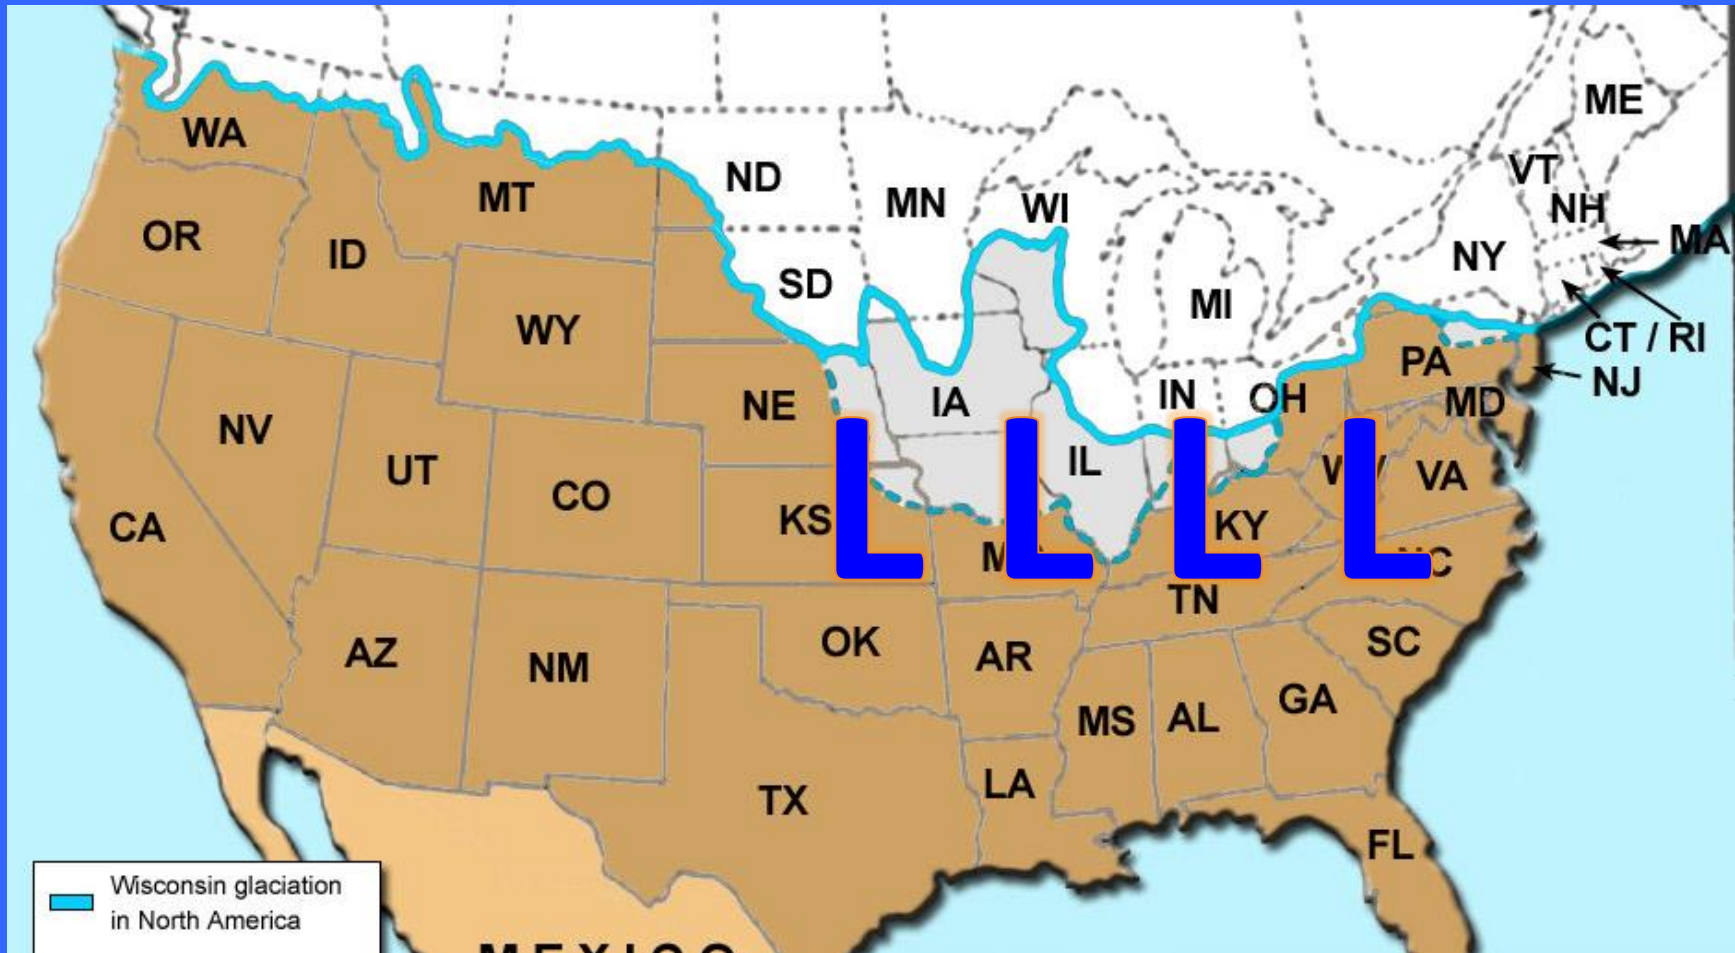 ME
WA
VT
ND
MT
MN
WI
NH
OR
MA
ID
NY
SD
MI
WY
CT / RI
PA
NJ
NE
IA
IN
OH
MD
NV
L L L L
UT
IL
CO
VA
KS
KY
CA
TN
OK
SC
AZ
AR
NM
GA
MS
AL
LA
TX
FL
Wisconsin glaciation
in North America
MEXICO